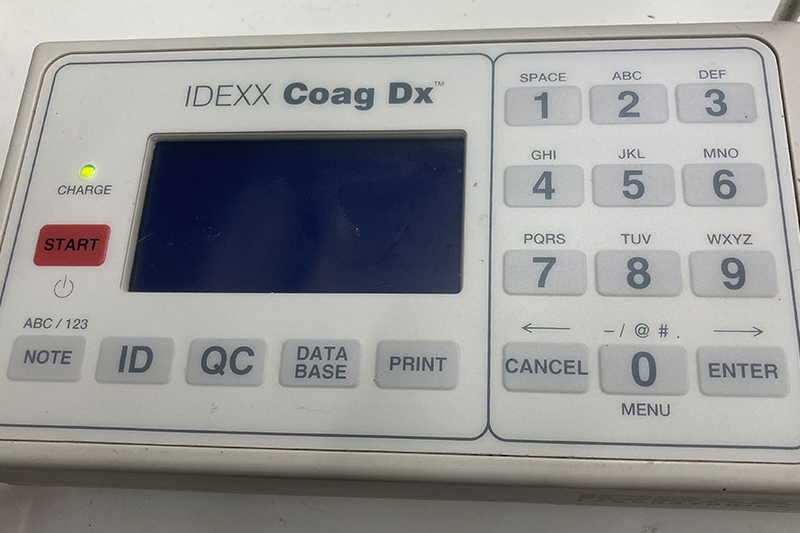 IDEXX Coag Dx™
CHARGE
START
ABC / 123
NOTE
ID
QC
DATA
BASE
PRINT
SPACE
1
ABC
2
DEF
3
GHI
4
JKL
5
MNO
6
PQRS
7
TUV
8
WXYZ
9
← – / @ # . →
CANCEL
0
ENTER
MENU